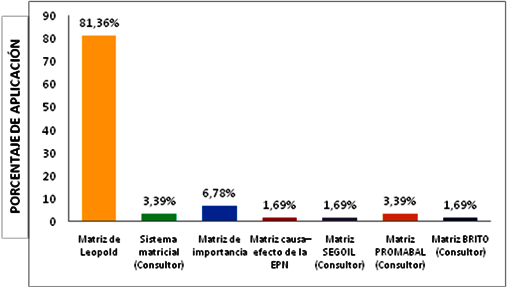 PORCENTAJE DE APLICACIÓN
90
80
70
60
50
40
30
20
10
0
81,36%
3,39%
6,78%
1,69%
1,69%
3,39%
1,69%
Matriz de
Leopold
Sistema
matricial
(Consultor)
Matriz de
importancia
Matriz causa–
efecto de la
EPN
Matriz
SEGOIL
(Consultor)
Matriz
PROMABAL
(Consultor)
Matriz BRITO
(Consultor)